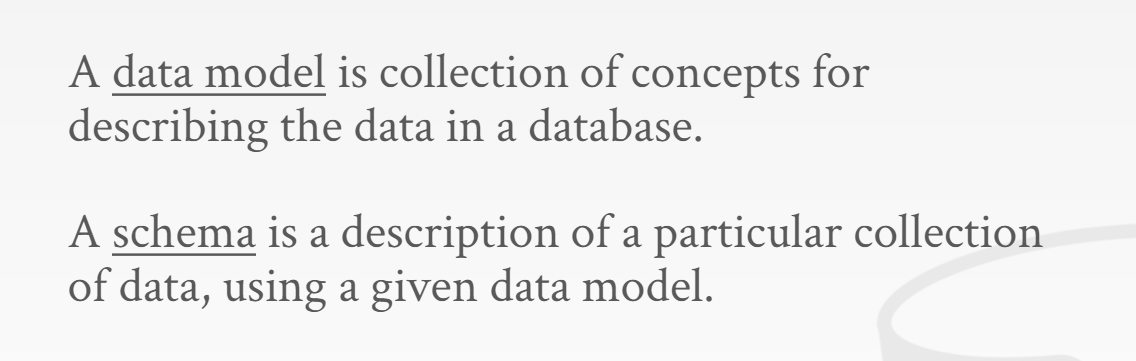 A data model is collection of concepts for
describing the data in a database.
A schema is a description of a particular collection
of data, using a given data model.